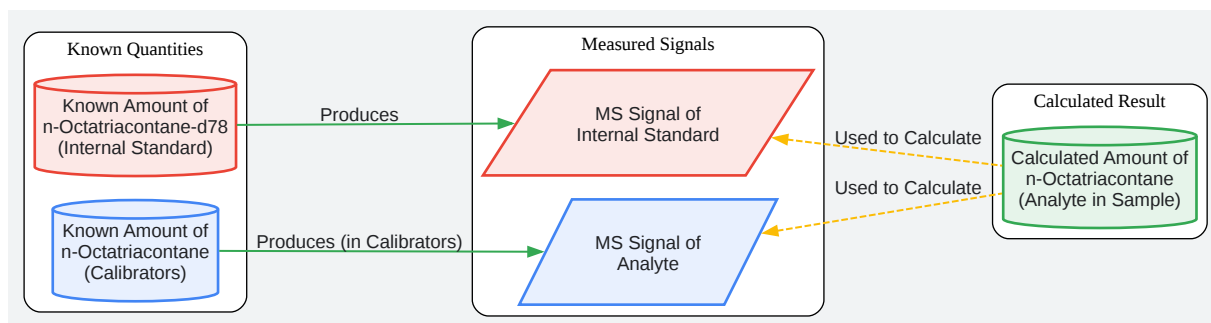 Known Quantities
Known Amount of
n-Octatriacontane-d78
(Internal Standard)
Known Amount of
n-Octatriacontane
(Calibrators)
Produces
Produces (in Calibrators)
Measured Signals
MS Signal of
Internal Standard
MS Signal of
Analyte
Used to Calculate
Used to Calculate
Calculated Result
Calculated Amount of
n-Octatriacontane
(Analyte in Sample)